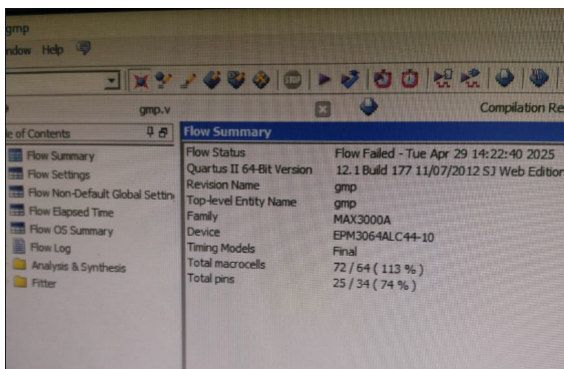 gmp
ndow Help
gmp.v
Compilation Re
le of Contents
Flow Summary
Flow Summary
Flow Settings
Flow Non-Default Global Settin
Flow Elapsed Time
Flow OS Summary
Flow Log
Analysis & Synthesis
Fitter
Flow Status Flow Failed - Tue Apr 29 14:22:40 2025
Quartus II 64-Bit Version 12.1 Build 177 11/07/2012 SJ Web Edition
Revision Name gmp
Top-level Entity Name gmp
Family MAX3000A
Device EPM3064ALC44-10
Timing Models Final
Total macrocells 72 / 64 ( 113 % )
Total pins 25 / 34 ( 74 % )